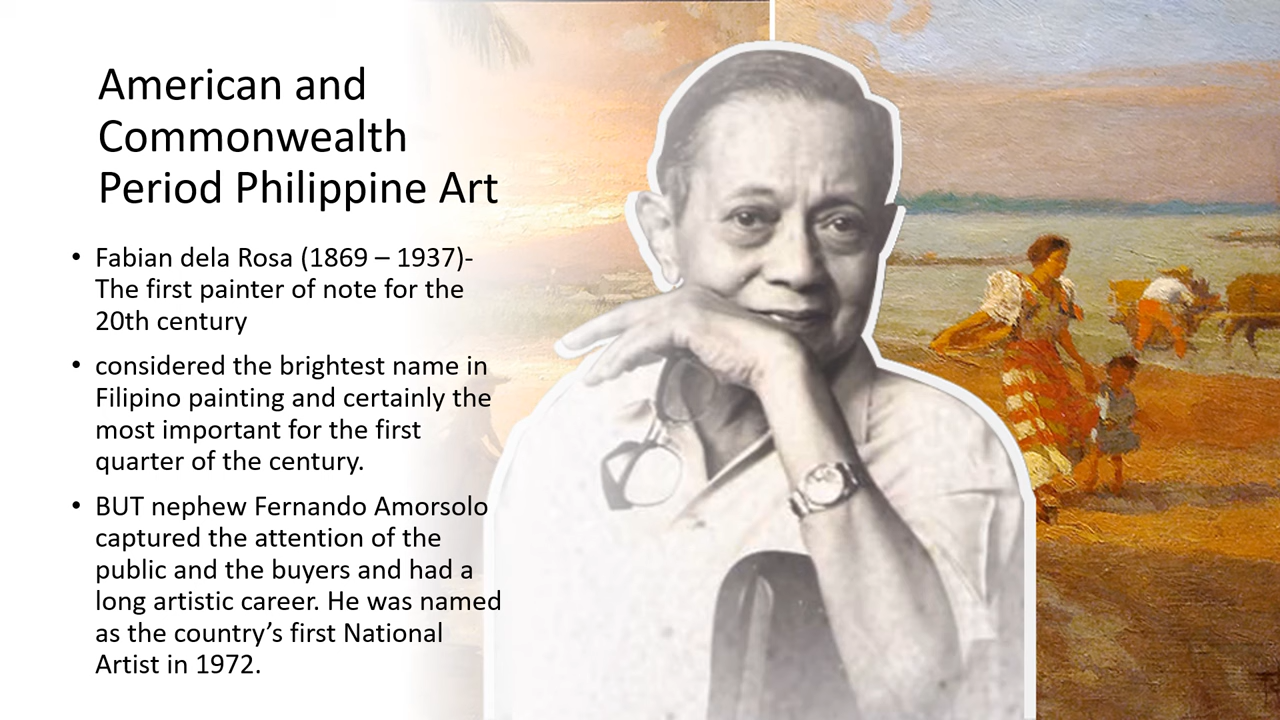 American and
Commonwealth
Period Philippine Art
• Fabian dela Rosa (1869 – 1937)-
The first painter of note for the
20th century
• considered the brightest name in
Filipino painting and certainly the
most important for the first
quarter of the century.
• BUT nephew Fernando Amorsolo
captured the attention of the
public and the buyers and had a
long artistic career. He was named
as the country’s first National
Artist in 1972.